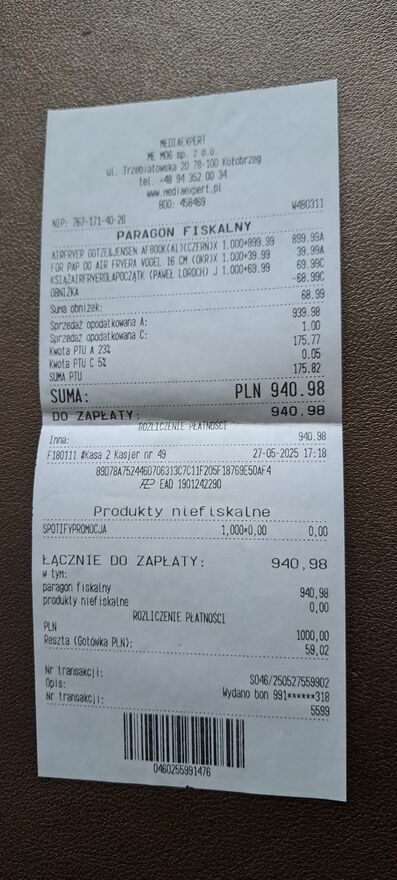 MEDIAEXPERT
ME M06 sp. z o.o.
ul. Trzebiatowska 20 78-100 Kołobrzeg
tel. +48 94 352 00 34
www.mediaexpert.pl
BDO: 458469
NIP: 767-171-40-26 W480311
PARAGON FISKALNY
AIRFRYER GOTZE&JENSEN AF800K(AL)(CZERN)X 1.000*899.99 899.99A
FOR PAP DO AIR FRYERA VOGEL 16 CM (OKR)X 1.000*39.99 39.99A
KSIĄŻAIRFRYERDLAPOCZĄTK (PAWEŁ LOROCH) J 1.000*69.99 69.99C
OBNIŻKA -68.99C
Suma obniżek: 68.99
Sprzedaż opodatkowana A: 939.98
Sprzedaż opodatkowana C: 1.00
Kwota PTU A 23% 175.77
Kwota PTU C 5% 0.05
SUMA PTU 175.82
SUMA: PLN 940.98
DO ZAPŁATY: 940.98
ROZLICZENIE PŁATNOŚCI
Inna: 940.98
F180111 #Kasa 2 Kasjer nr 49 27-05-2025 17:18
EAD 1901242290
Produkty niefiskalne
SPOTIFYPROMOCJA 1,000*0,00 0,00
ŁĄCZNIE DO ZAPŁATY: 940,98
w tym:
paragon fiskalny 940,98
produkty niefiskalne 0,00
ROZLICZENIE PŁATNOŚCI
PLN 1000,00
Reszta (Gotówka PLN): 59,02
Nr transakcji: S046/250527559902
Opis: Wydano bon 991******318
Nr transakcji: 5599
0460255991476